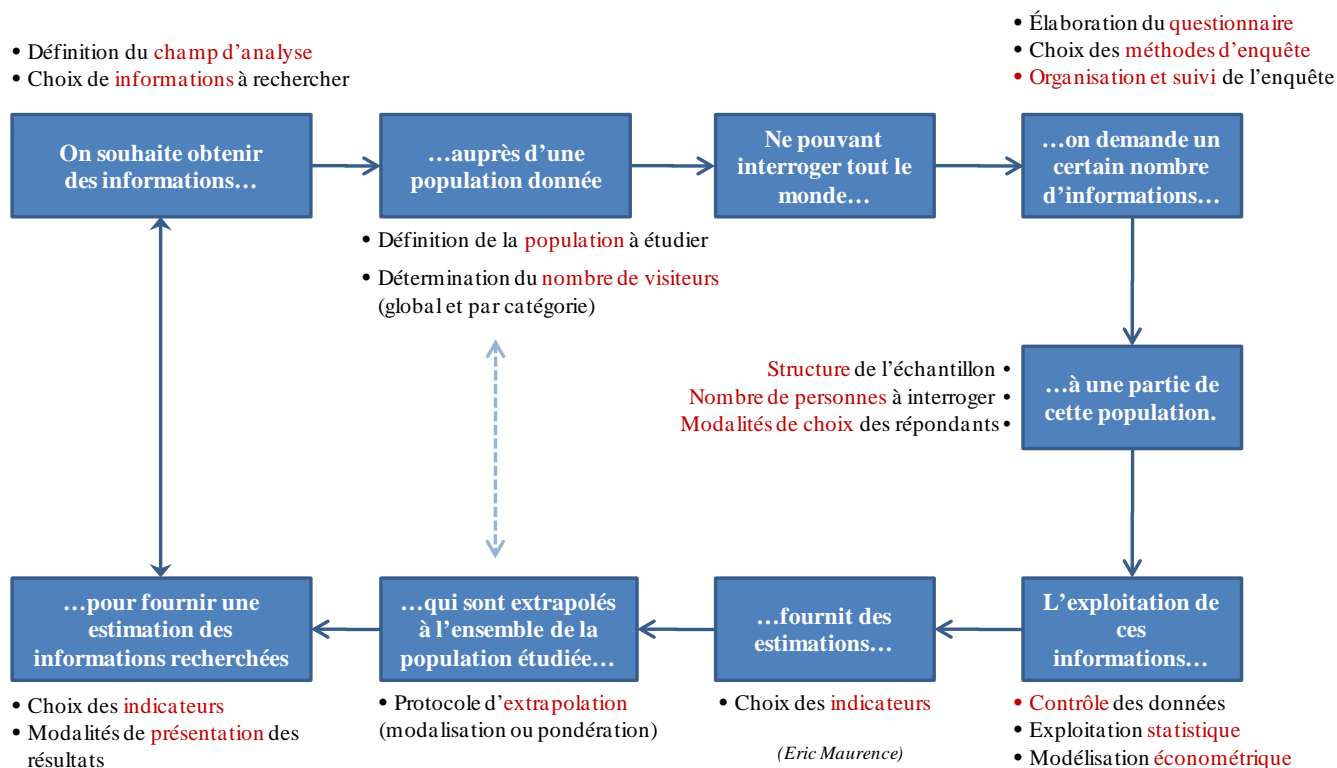 • Définition du champ d'analyse
• Choix de informations à rechercher
• Élaboration du questionnaire
• Choix des méthodes d'enquête
• Organisation et suivi de l'enquête
On souhaite obtenir
des informations…
…auprès d'une
population donnée
Ne pouvant
interroger tout le
monde…
…on demande un
certain nombre
d'informations…
• Définition de la population à étudier
• Détermination du nombre de visiteurs
(global et par catégorie)
Structure de l'échantillon •
Nombre de personnes à interroger •
Modalités de choix des répondants •
…à une partie de
cette population.
…pour fournir une
estimation des
informations recherchées
…qui sont extrapolés
à l'ensemble de la
population étudiée…
…fournit des
estimations…
L'exploitation de
ces
informations…
• Choix des indicateurs
• Modalités de présentation des
résultats
• Protocole d'extrapolation
(modalisation ou pondération)
• Choix des indicateurs
(Eric Maurence)
• Contrôle des données
• Exploitation statistique
• Modélisation économétrique